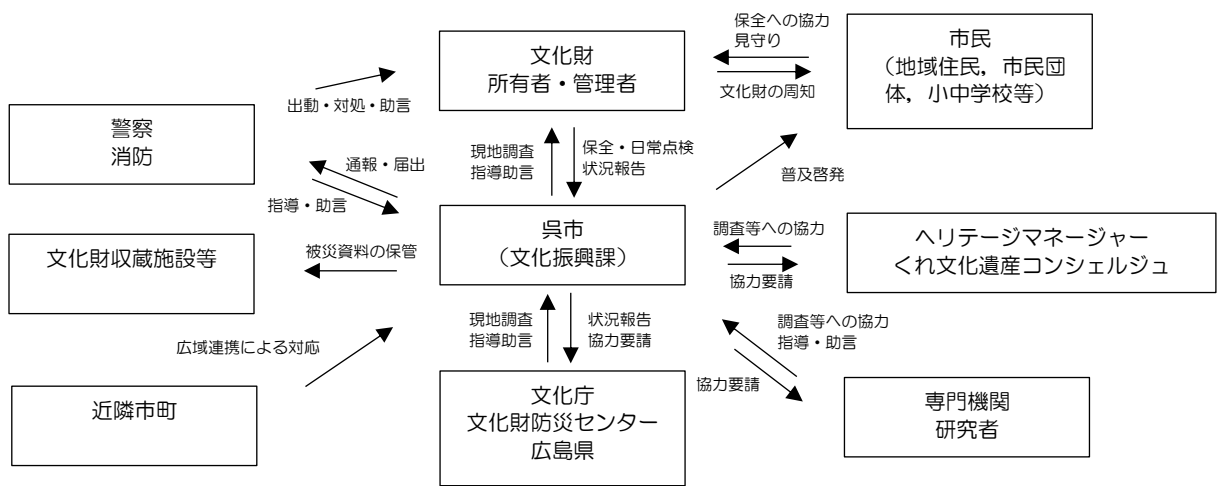 文化財
所有者・管理者
保全への協力
見守り
文化財の周知
市民
（地域住民，市民団
体，小中学校等）
出動・対処・助言
警察
消防
通報・届出
指導・助言
現地調査
指導助言
保全・日常点検
状況報告
普及啓発
文化財収蔵施設等
被災資料の保管
呉市
（文化振興課）
調査等への協力
協力要請
ヘリテージマネージャー
くれ文化遺産コンシェルジュ
広域連携による対応
現地調査
指導助言
状況報告
協力要請
調査等への協力
指導・助言
協力要請
近隣市町
文化庁
文化財防災センター
広島県
専門機関
研究者